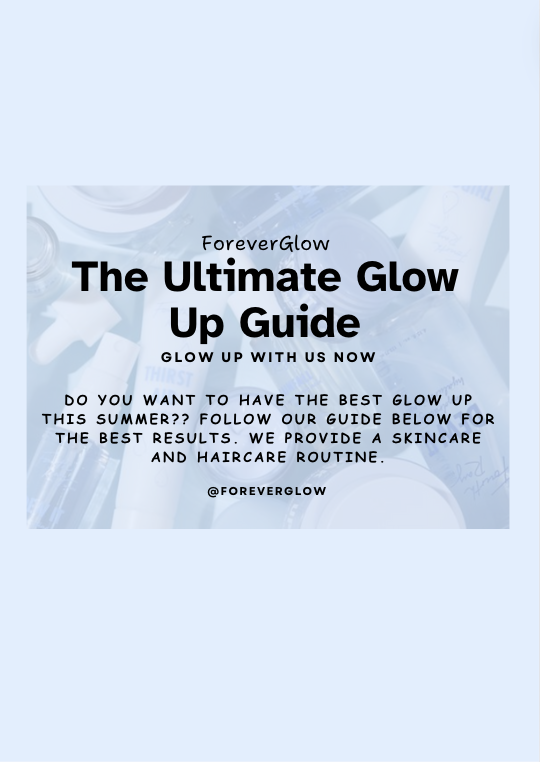 ForeverGlow
The Ultimate Glow
Up Guide
GLOW UP WITH US NOW
DO YOU WANT TO HAVE THE BEST GLOW UP
THIS SUMMER?? FOLLOW OUR GUIDE BELOW FOR
THE BEST RESULTS. WE PROVIDE A SKINCARE
AND HAIRCARE ROUTINE.
@FOREVERGLOW
THIRST